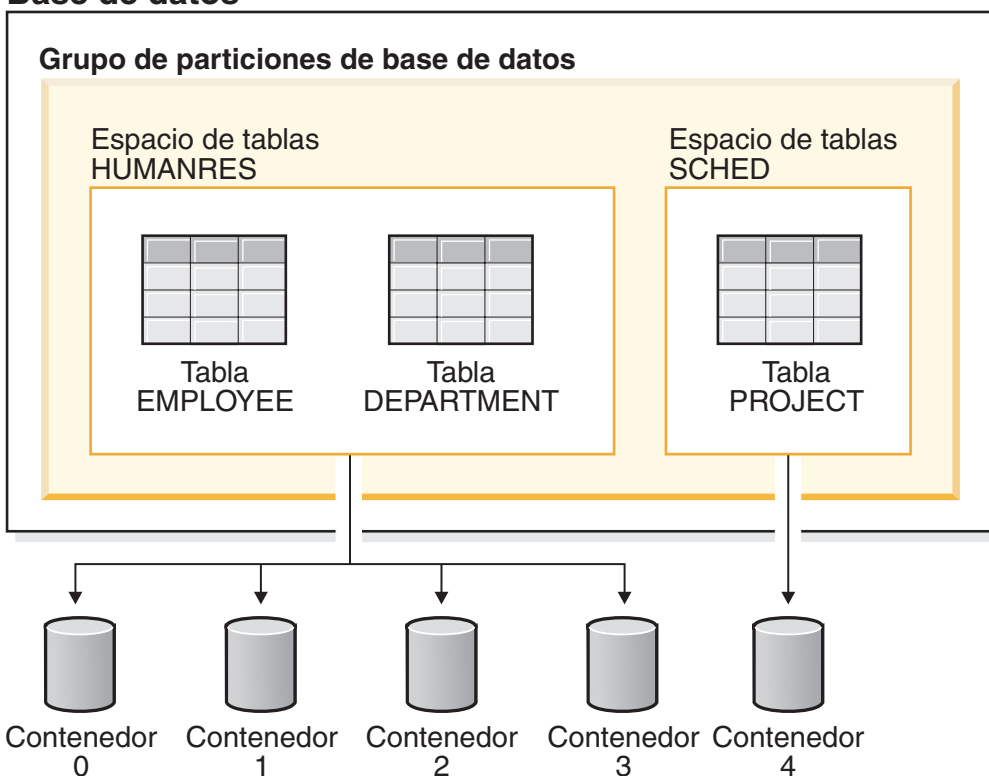 Base de datos
Grupo de particiones de base de datos
Espacio de tablas
HUMANRES
Espacio de tablas
SCHED
Tabla
EMPLOYEE
Tabla
DEPARTMENT
Tabla
PROJECT
Contenedor
0
Contenedor
1
Contenedor
2
Contenedor
3
Contenedor
4